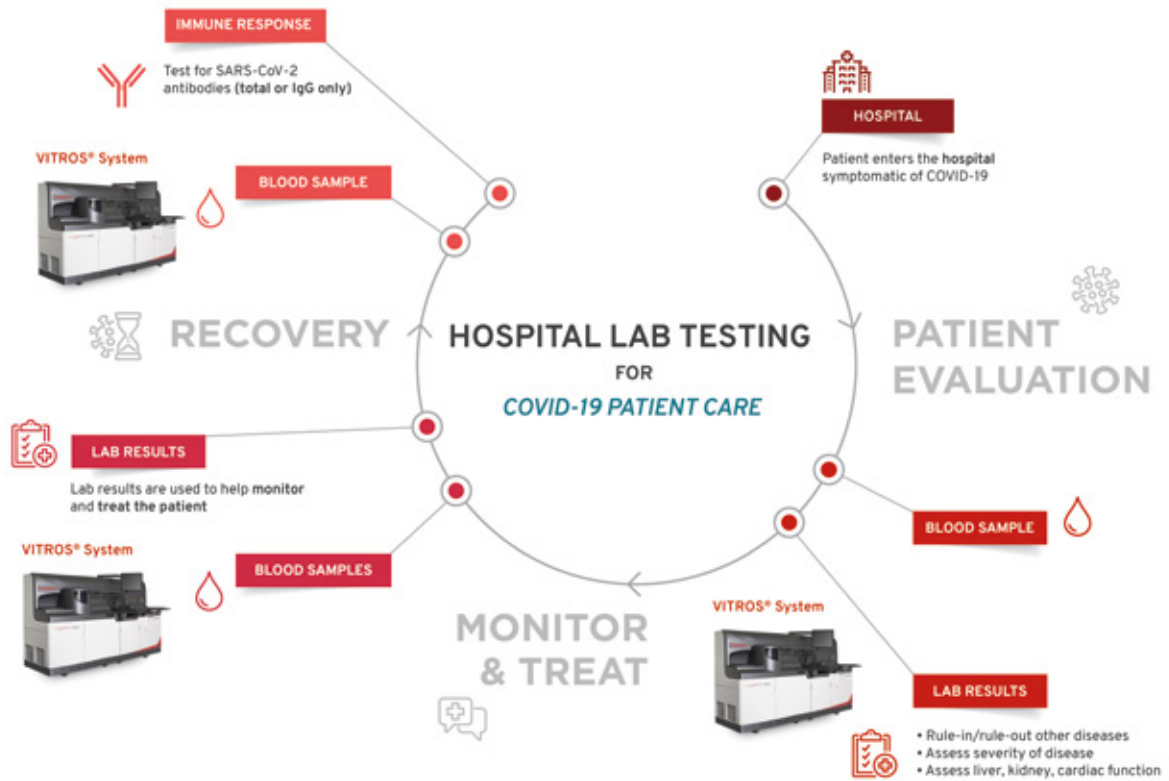 IMMUNE RESPONSE
Test for SARS-CoV-2
antibodies (total or IgG only)
VITROS® System
BLOOD SAMPLE
HOSPITAL
Patient enters the hospital
symptomatic of COVID-19
RECOVERY
HOSPITAL LAB TESTING
FOR
COVID-19 PATIENT CARE
PATIENT
EVALUATION
LAB RESULTS
Lab results are used to help monitor
and treat the patient
BLOOD SAMPLE
VITROS® System
BLOOD SAMPLES
MONITOR
& TREAT
VITROS® System
LAB RESULTS
• Rule-in/rule-out other diseases
• Assess severity of disease
• Assess liver, kidney, cardiac function